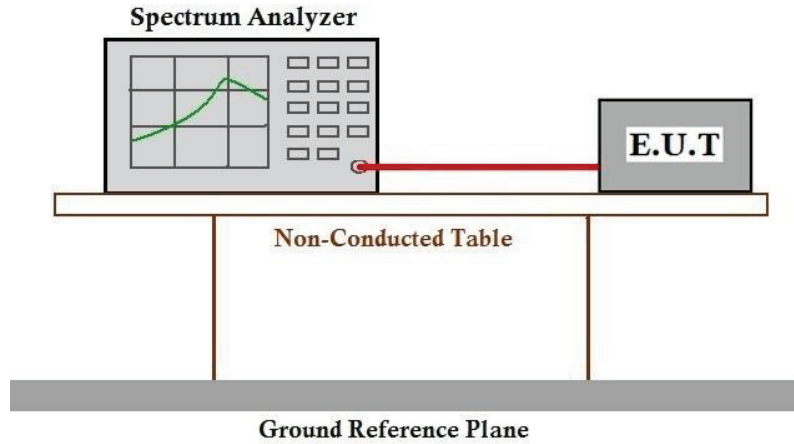 Spectrum Analyzer
E.U.T
Non-Conducted Table
Ground Reference Plane